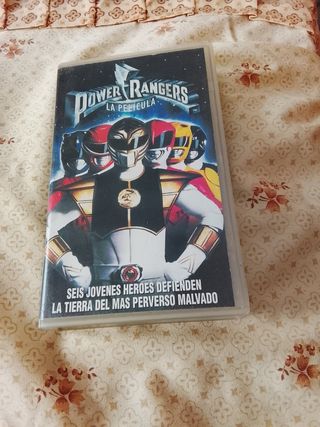 POWER RANGERS
LA PELICULA
SEIS JOVENES HEROES DEFIENDEN
LA TIERRA DEL MAS PERVERSO MALVADO